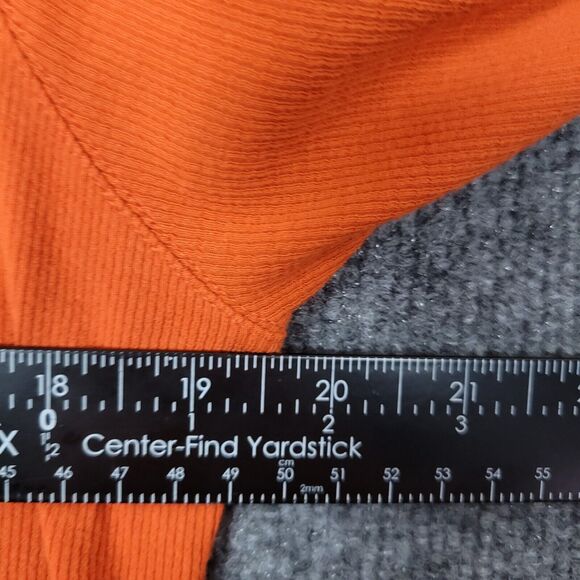 18 19 20 21
0 1 2 3
X 1" 2 Center-Find Yardstick
cm
45 46 47 48 49 50 51 52 53 54 55
2mm